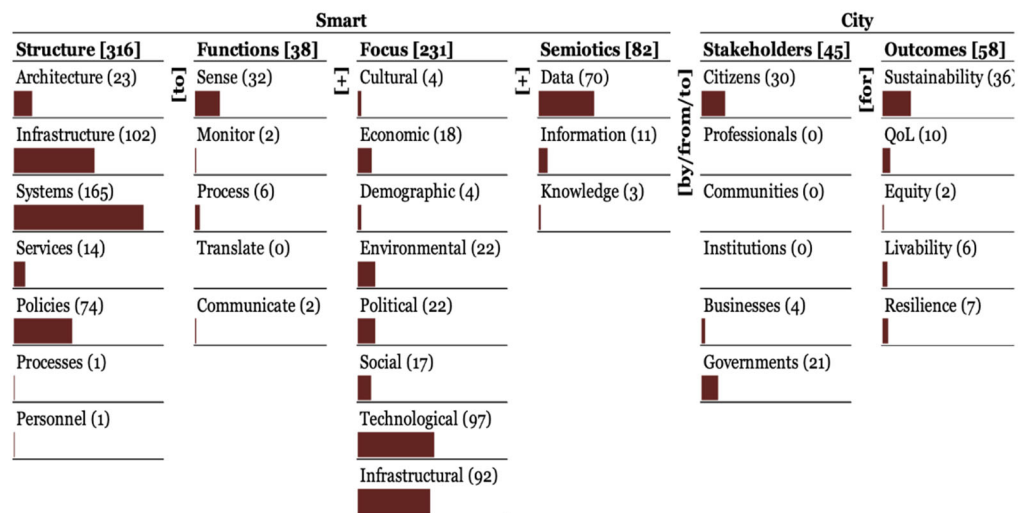 Smart
City
Structure [316]
Architecture (23)
Infrastructure (102)
Systems (165)
Services (14)
Policies (74)
Processes (1)
Personnel (1)
[to]
Functions [38]
Sense (32)
Monitor (2)
Process (6)
Translate (0)
Communicate (2)
[+]
Focus [231]
Cultural (4)
Economic (18)
Demographic (4)
Environmental (22)
Political (22)
Social (17)
Technological (97)
Infrastructural (92)
[+]
Semiotics [82]
Data (70)
Information (11)
Knowledge (3)
[by/from/to]
Stakeholders [45]
Citizens (30)
Professionals (0)
Communities (0)
Institutions (0)
Businesses (4)
Governments (21)
[for]
Outcomes [58]
Sustainability (36)
QoL (10)
Equity (2)
Livability (6)
Resilience (7)